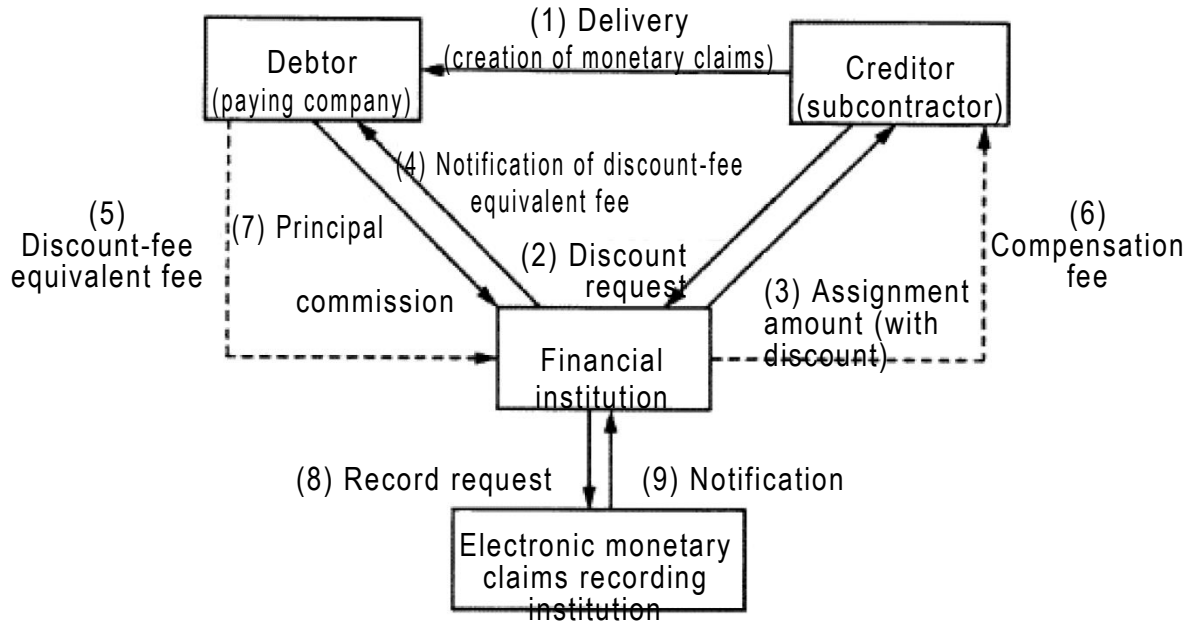 (1) Delivery
(creation of monetary claims)
Debtor
(paying company)
Creditor
(subcontractor)
(4) Notification of discount-fee
equivalent fee
(5)
Discount-fee
equivalent fee
(7) Principal
commission
(2) Discount
request
(6)
Compensation
fee
(3) Assignment
amount (with
discount)
Financial
institution
(8) Record request
(9) Notification
Electronic monetary
claims recording
institution